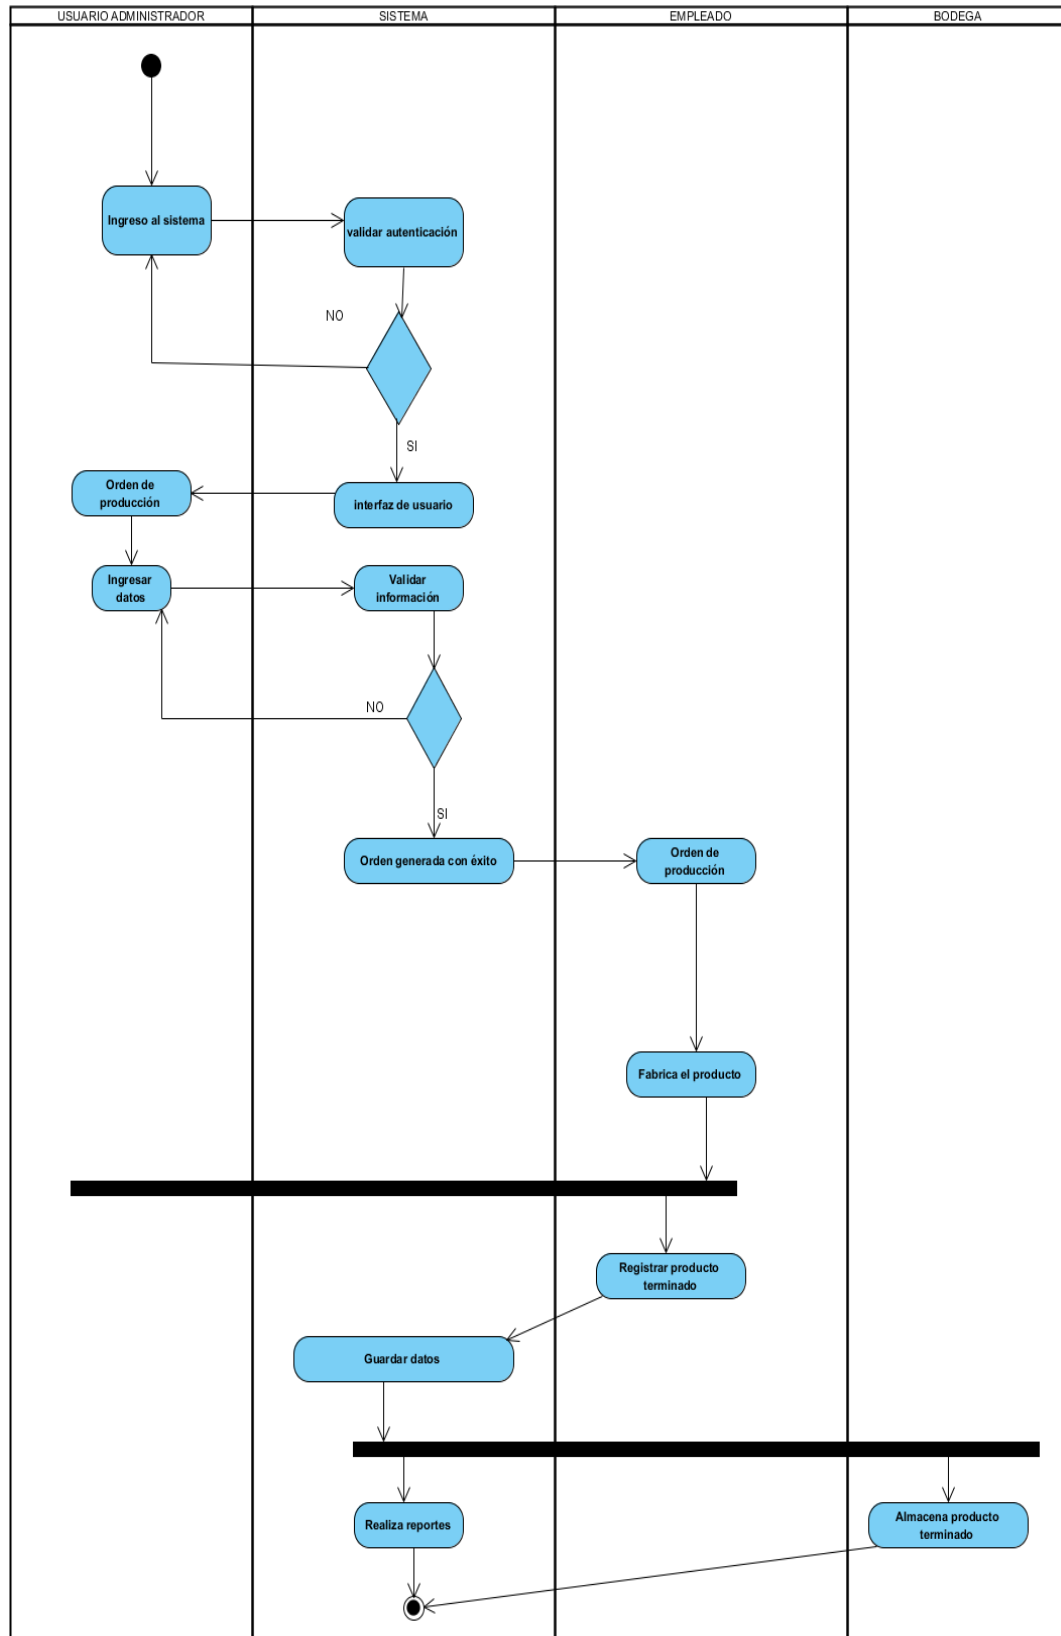 USUARIO ADMINISTRADOR
SISTEMA
EMPLEADO
BODEGA
Ingreso al sistema
validar autenticación
NO
SI
Orden de
producción
interfaz de usuario
Ingresar
datos
Validar
información
NO
SI
Orden generada con éxito
Orden de
producción
Fabrica el producto
Registrar producto
terminado
Guardar datos
Realiza reportes
Almacena producto
terminado